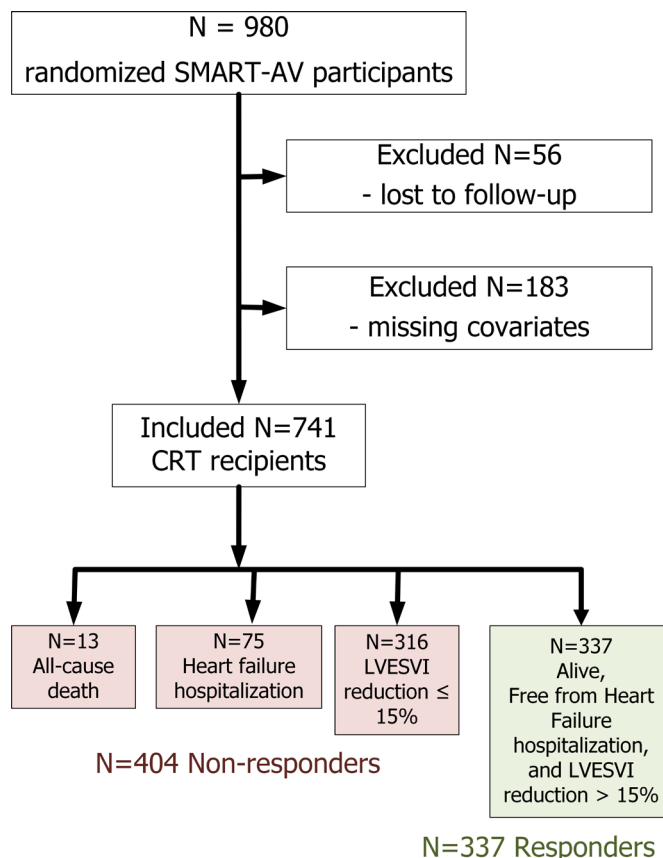 N = 980
randomized SMART-AV participants
Excluded N=56
- lost to follow-up
Excluded N=183
- missing covariates
Included N=741
CRT recipients
N=13
All-cause
death
N=75
Heart failure
hospitalization
N=316
LVESVI
reduction ≤
15%
N=337
Alive,
Free from Heart
Failure
hospitalization,
and LVESVI
reduction > 15%
N=404 Non-responders
N=337 Responders